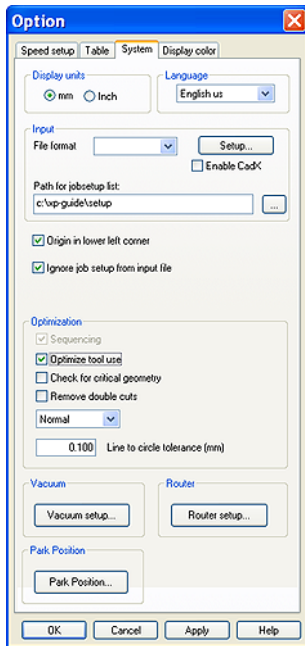 Option
Speed setup Table System Display color
Display units Language
mm Inch English us
Input
File format Setup...
Enable CadX
Path for jobsetup list:
c:\xp-guide\setup ...
Origin in lower left corner
Ignore job setup from input file
Optimization
Sequencing
Optimize tool use
Check for critical geometry
Remove double cuts
Normal
0.100 Line to circle tolerance (mm)
Vacuum Router
Vacuum setup... Router setup...
Park Position
Park Position...
OK Cancel Apply Help